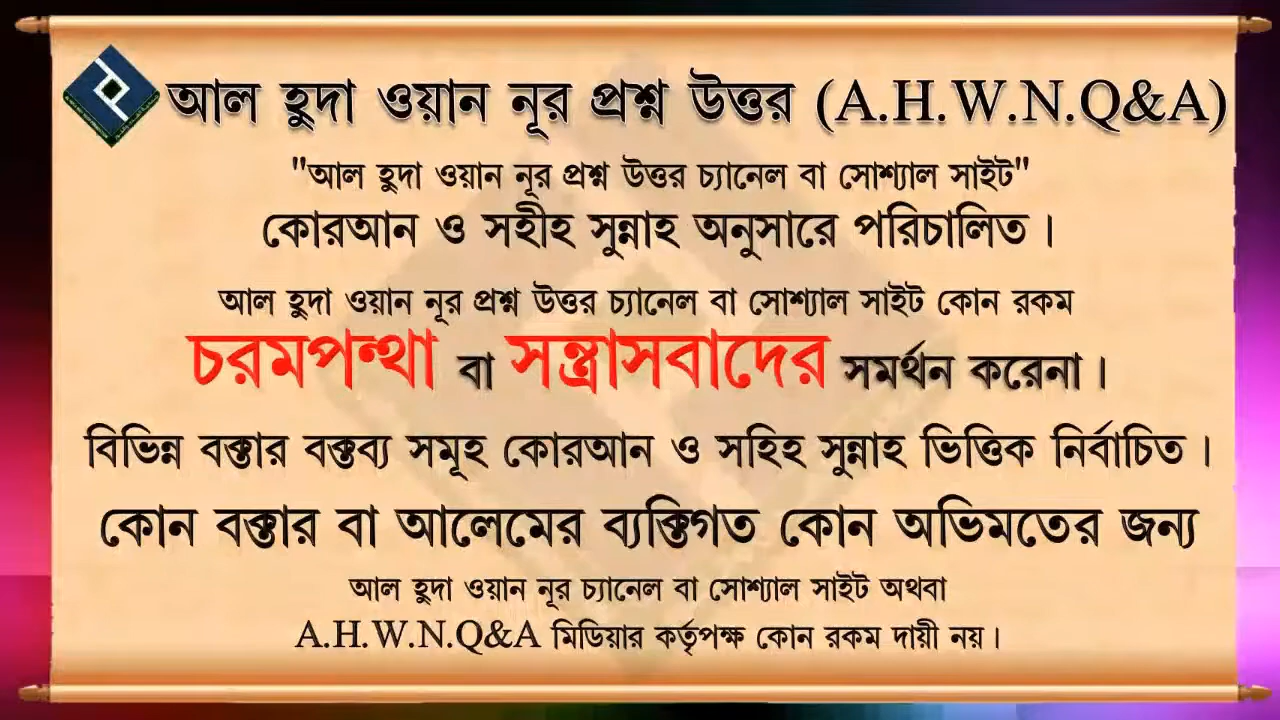 আল হুদা ওয়ান নূর প্রশ্ন উত্তর (A.H.W.N.Q&A)
"আল হুদা ওয়ান নূর প্রশ্ন উত্তর চ্যানেল বা সোশ্যাল সাইট"
কোরআন ও সহীহ সুন্নাহ অনুসারে পরিচালিত।
আল হুদা ওয়ান নূর প্রশ্ন উত্তর চ্যানেল বা সোশ্যাল সাইট কোন রকম
চরমপন্থা বা সন্ত্রাসবাদের সমর্থন করেনা।
বিভিন্ন বক্তার বক্তব্য সমূহ কোরআন ও সহিহ সুন্নাহ ভিত্তিক নির্বাচিত।
কোন বক্তার বা আলেমের ব্যক্তিগত কোন অভিমতের জন্য
আল হুদা ওয়ান নূর চ্যানেল বা সোশ্যাল সাইট অথবা
A.H.W.N.Q&A মিডিয়ার কর্তৃপক্ষ কোন রকম দায়ী নয়।